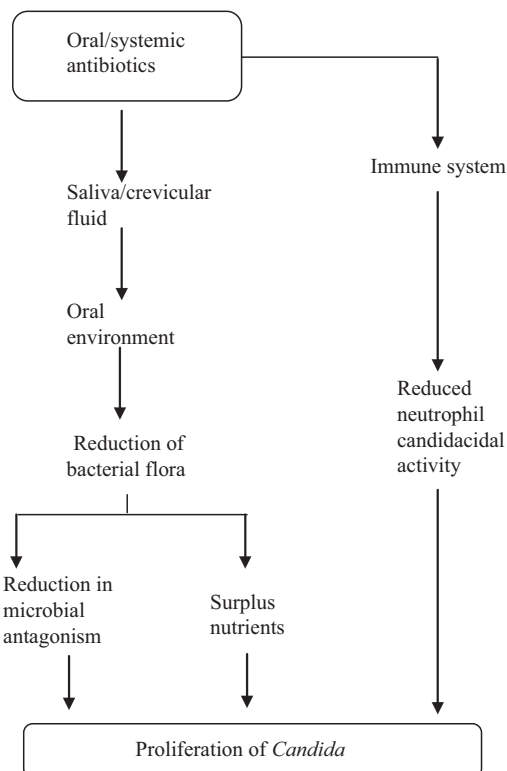 Oral/systemic
antibiotics
Immune system
Saliva/crevicular
fluid
Oral
environment
Reduced
neutrophil
candidacidal
activity
Reduction of
bacterial flora
Reduction in
microbial
antagonism
Surplus
nutrients
Proliferation of Candida